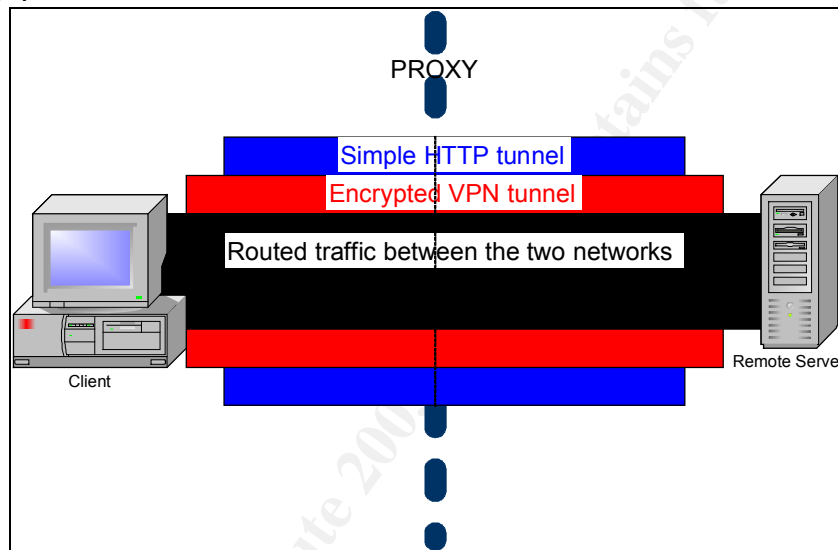 PROXY
Simple HTTP tunnel
Encrypted VPN tunnel
Routed traffic between the two networks
Client
Remote Serve